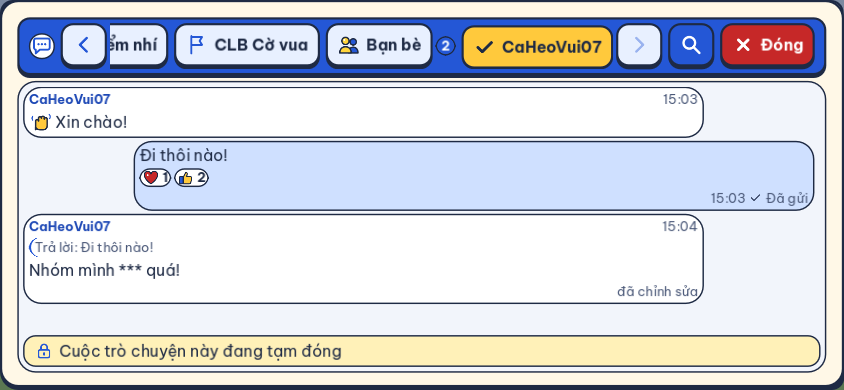 ểm nhí
CLB Cờ vua
Bạn bè
2
CaHeoVui07
Đóng
CaHeoVui07
15:03
Xin chào!
Đi thôi nào!
1
2
15:03 ✓ Đã gửi
CaHeoVui07
15:04
Trả lời: Đi thôi nào!
Nhóm mình *** quá!
đã chỉnh sửa
Cuộc trò chuyện này đang tạm đóng